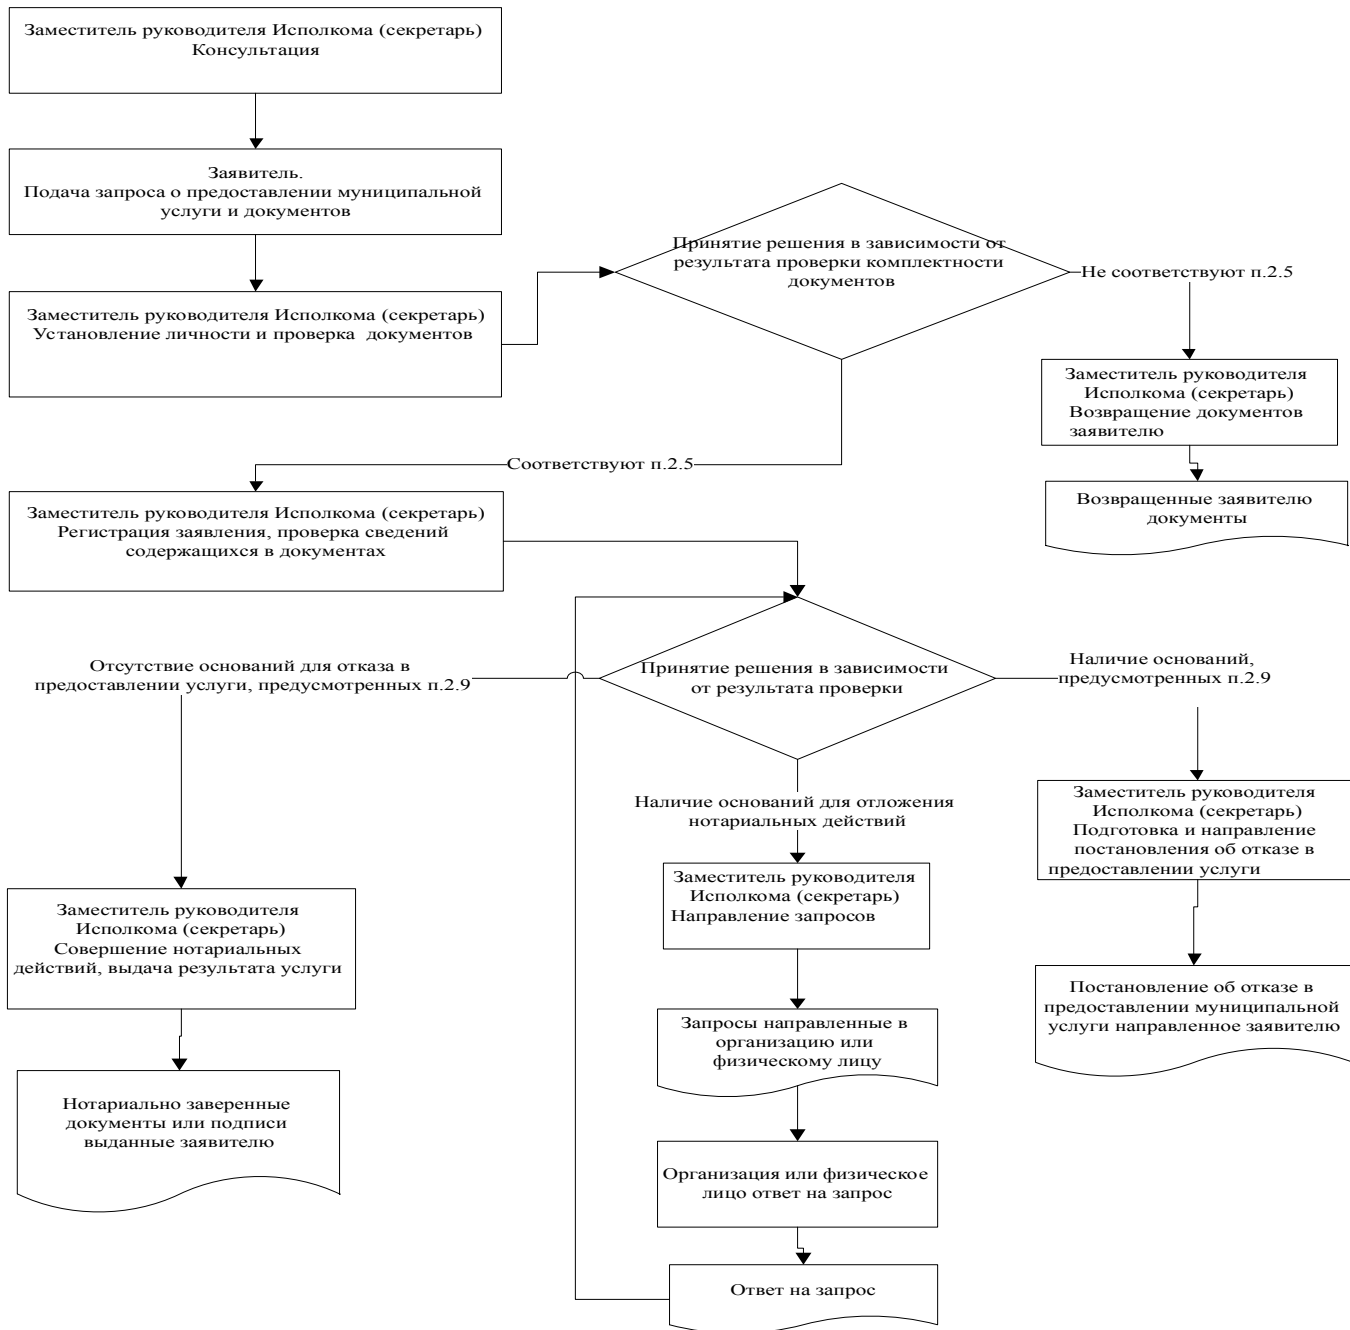 Заместитель руководителя Исполкома (секретарь)
Консультация
Заявитель.
Подача запроса о предоставлении муниципальной
услуги и документов
Заместитель руководителя Исполкома (секретарь)
Установление личности и проверка документов
Принятие решения в зависимости от
результата проверки комплектности
документов
Не соответствуют п.2.5
Заместитель руководителя
Исполкома (секретарь)
Возвращение документов
заявителю
Возвращенные заявителю
документы
Соответствуют п.2.5
Заместитель руководителя Исполкома (секретарь)
Регистрация заявления, проверка сведений
содержащихся в документах
Принятие решения в зависимости
от результата проверки
Отсутствие оснований для отказа в
предоставлении услуги, предусмотренных п.2.9
Наличие оснований,
предусмотренных п.2.9
Наличие оснований для отложения
нотариальных действий
Заместитель руководителя
Исполкома (секретарь)
Совершение нотариальных
действий, выдача результата услуги
Нотариально заверенные
документы или подписи
выданные заявителю
Заместитель руководителя
Исполкома (секретарь)
Направление запросов
Запросы направленные в
организацию или
физическому лицу
Организация или физическое
лицо ответ на запрос
Ответ на запрос
Заместитель руководителя
Исполкома (секретарь)
Подготовка и направление
постановления об отказе в
предоставлении услуги
Постановление об отказе в
предоставлении муниципальной
услуги направленное заявителю